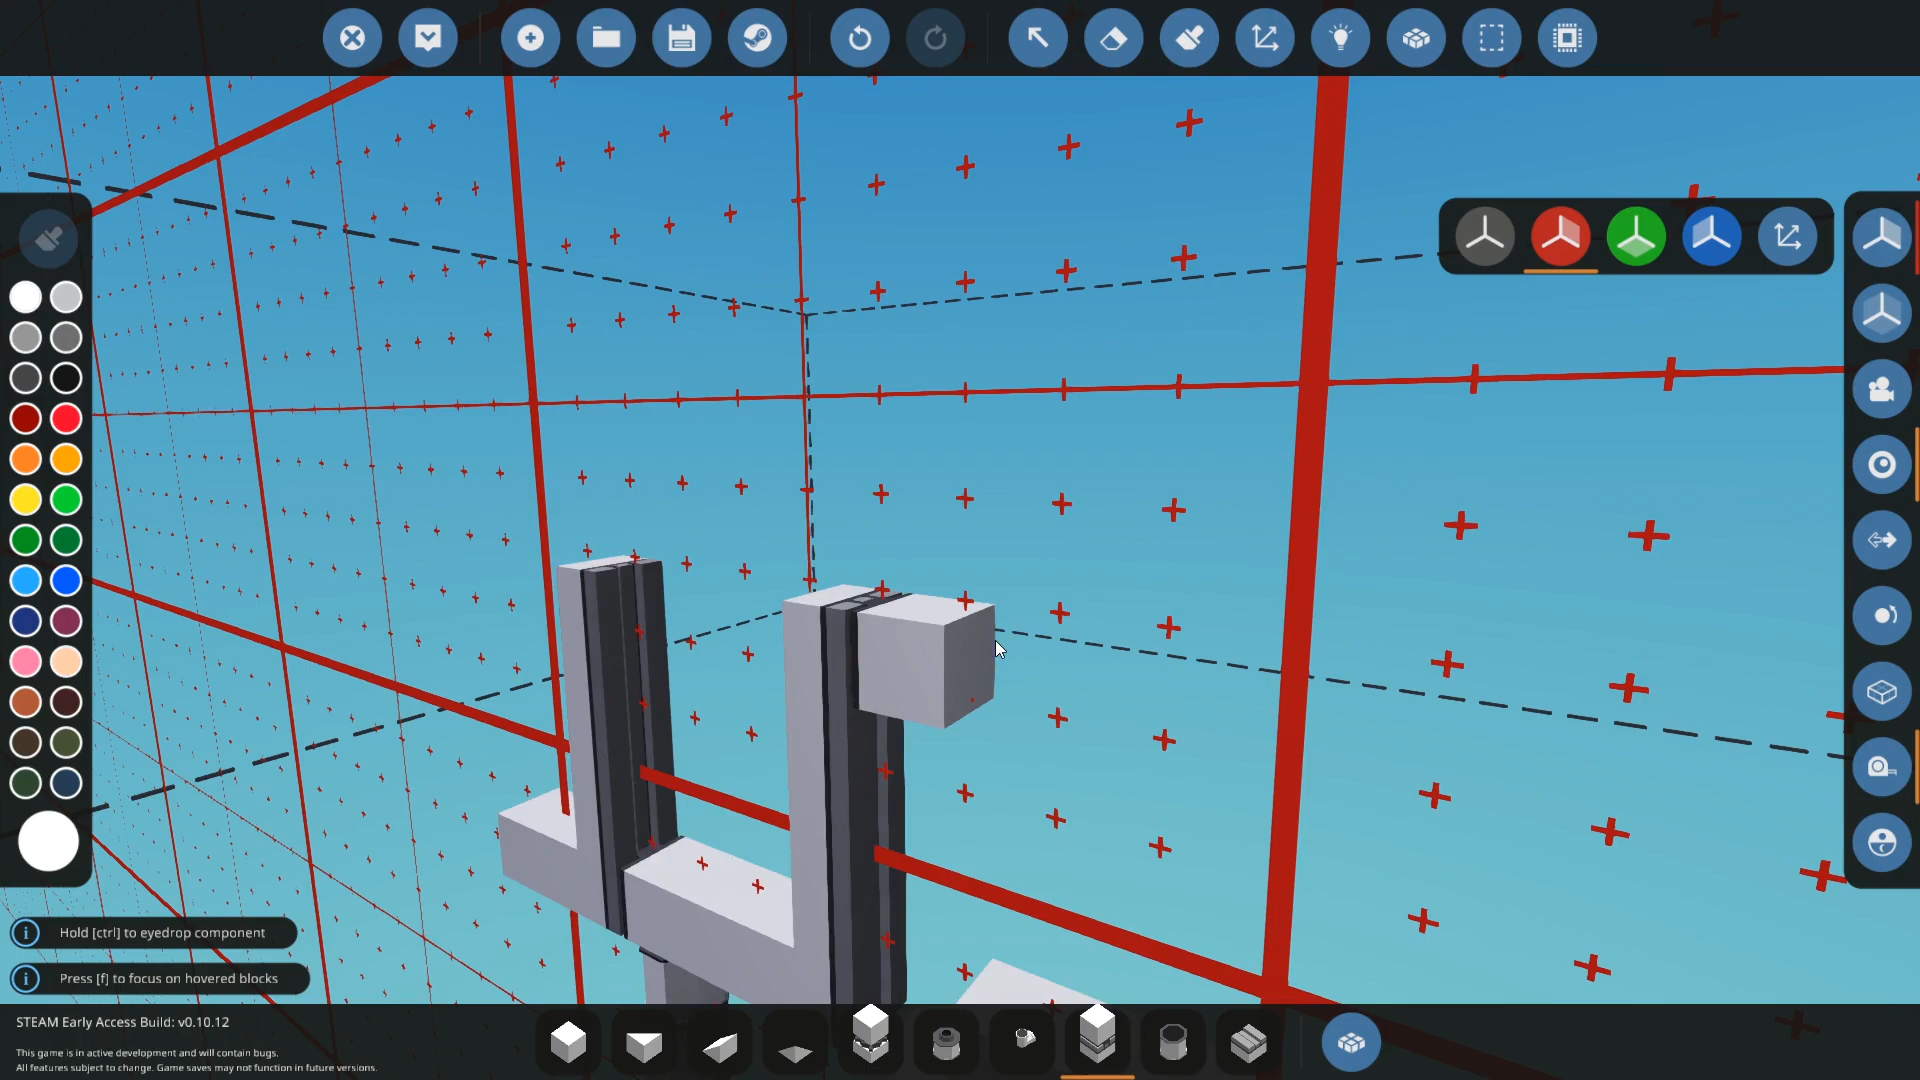 Hold [ctrl] to eyedrop component
Press [f] to focus on hovered blocks
STEAM Early Access Build: v0.10.12
This game is in active development and will contain bugs.
All features subject to change. Game saves may not function in future versions.